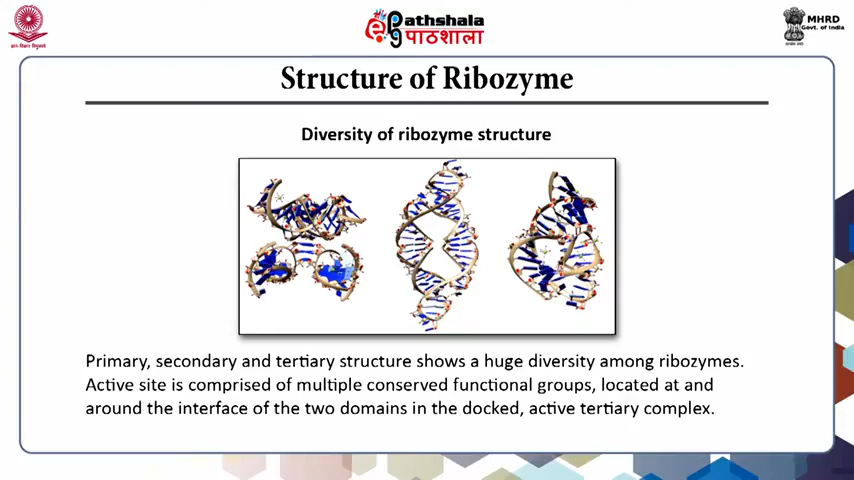 ePathshala
पाठशाला
MHRD
Govt. of India
Structure of Ribozyme
Diversity of ribozyme structure
Primary, secondary and tertiary structure shows a huge diversity among ribozymes.
Active site is comprised of multiple conserved functional groups, located at and
around the interface of the two domains in the docked, active tertiary complex.